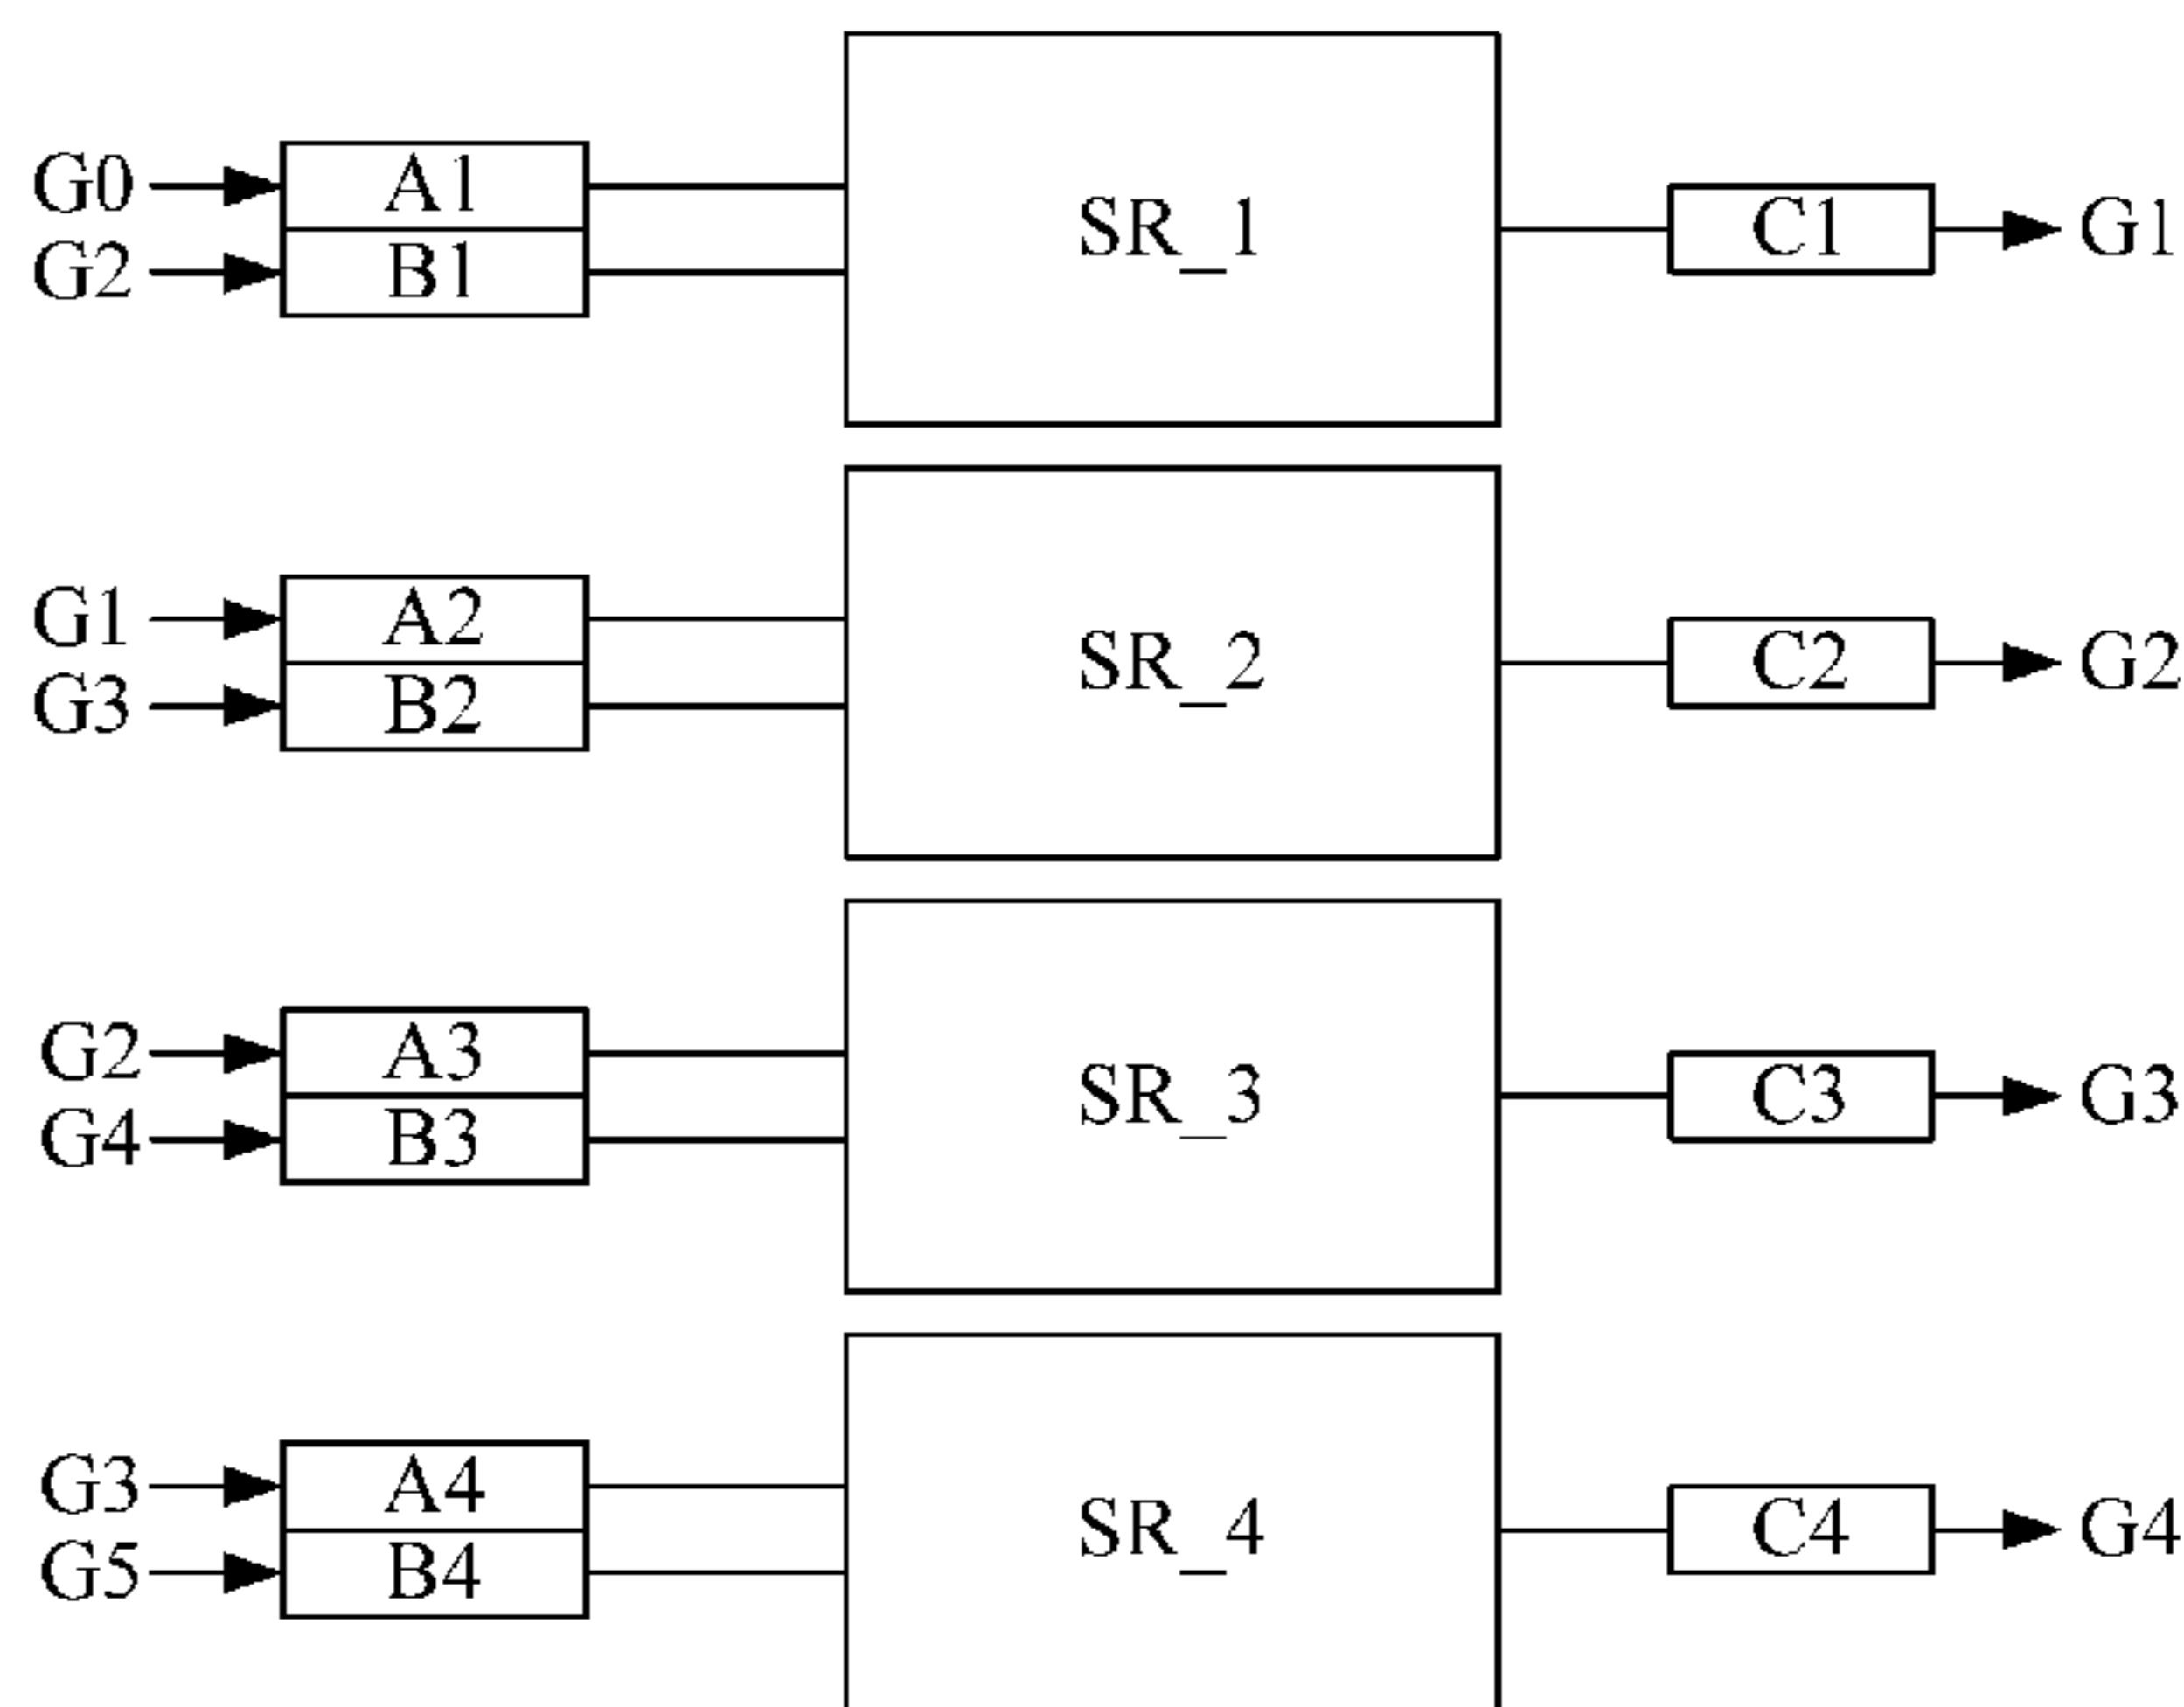 G0 A1 SR_1 C1 G1
G2 B1
G1 A2 SR_2 C2 G2
G3 B2
G2 A3 SR_3 C3 G3
G4 B3
G3 A4 SR_4 C4 G4
G5 B4